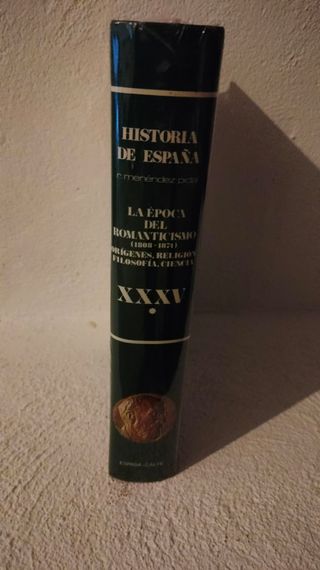 HISTORIA
DE ESPAÑA
r. menéndez pidal
LA ÉPOCA
DEL
ROMANTICISMO
(1808-1874)
ORÍGENES, RELIGIÓN,
FILOSOFÍA, CIENCIA
XXXV
ESPASA-CALPE